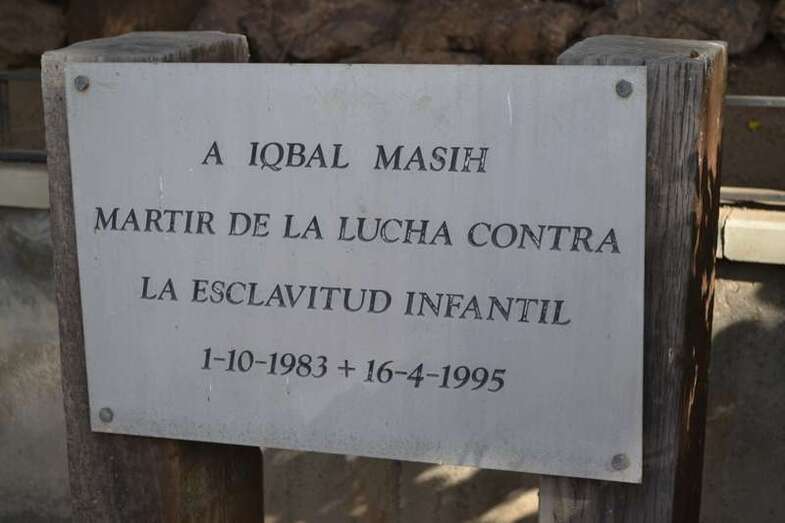 A IQBAL MASIH
MARTIR DE LA LUCHA CONTRA
LA ESCLAVITUD INFANTIL
1-10-1983 + 16-4-1995